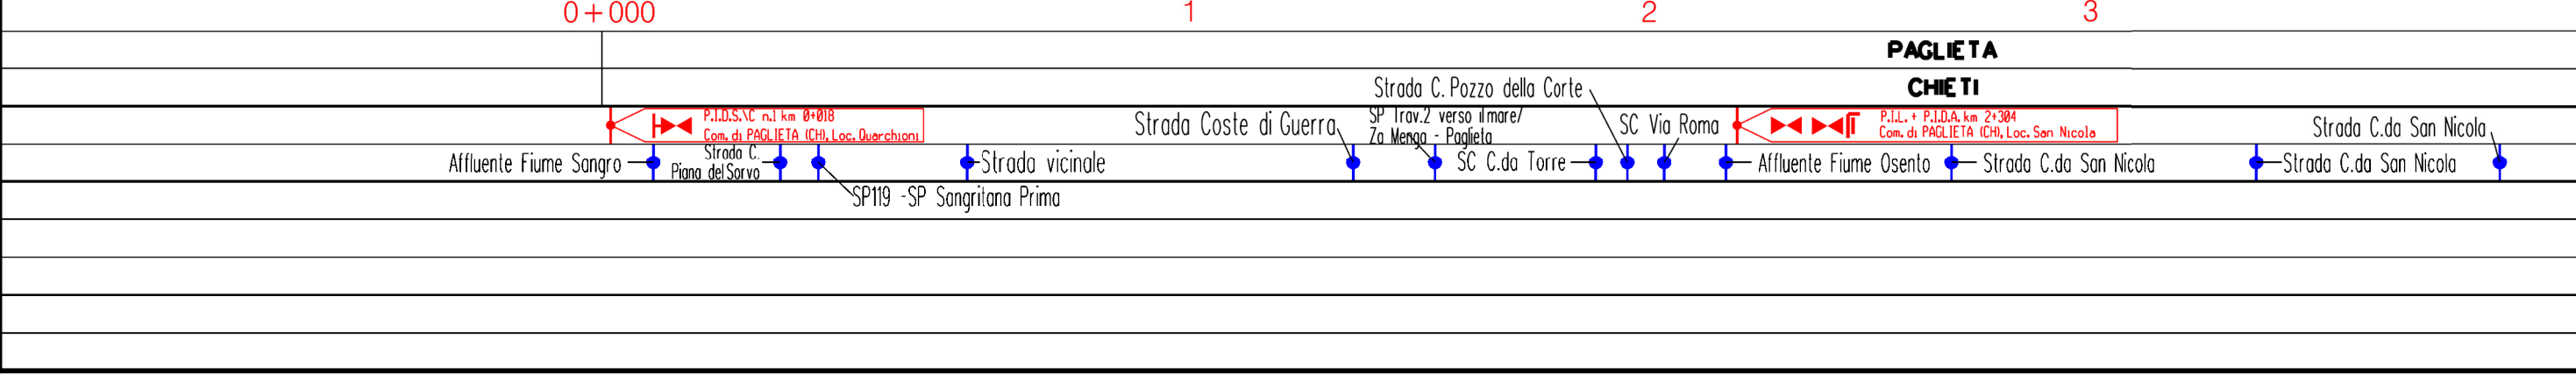 0+000 1 2 3
PAGLIETA
Strada C. Pozzo della Corte
CHIETI
P.I.D.S.\C n.1 km 0+018
Com. di PAGLIETA (CH), Loc. Quarchioni
Strada Coste di Guerra
SP Trav.2 verso il mare/
Za Menga - Paglieta
SC Via Roma
P.I.L. + P.I.D.A. km 2+304
Com. di PAGLIETA (CH), Loc. San Nicola
Strada C.da San Nicola
Affluente Fiume Sangro
Strada C.
Piana del Sorvo
Strada vicinale
SC C.da Torre
Affluente Fiume Osento
Strada C.da San Nicola
Strada C.da San Nicola
SP119 -SP Sangritana Prima